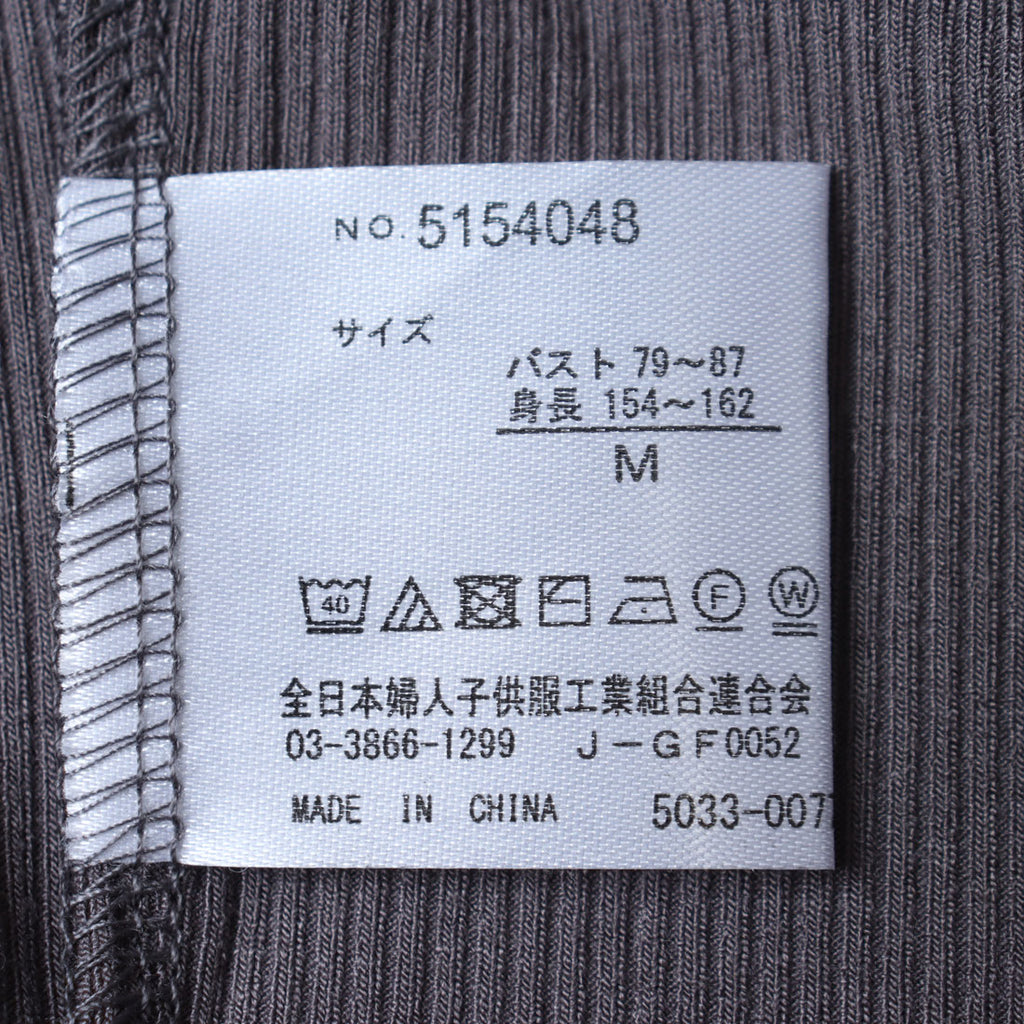 NO. 5154048
サイズ
バスト 79～87
身長 154～162
M
40
F
W
全日本婦人子供服工業組合連合会
03-3866-1299 J-GF0052
MADE IN CHINA 5033-007